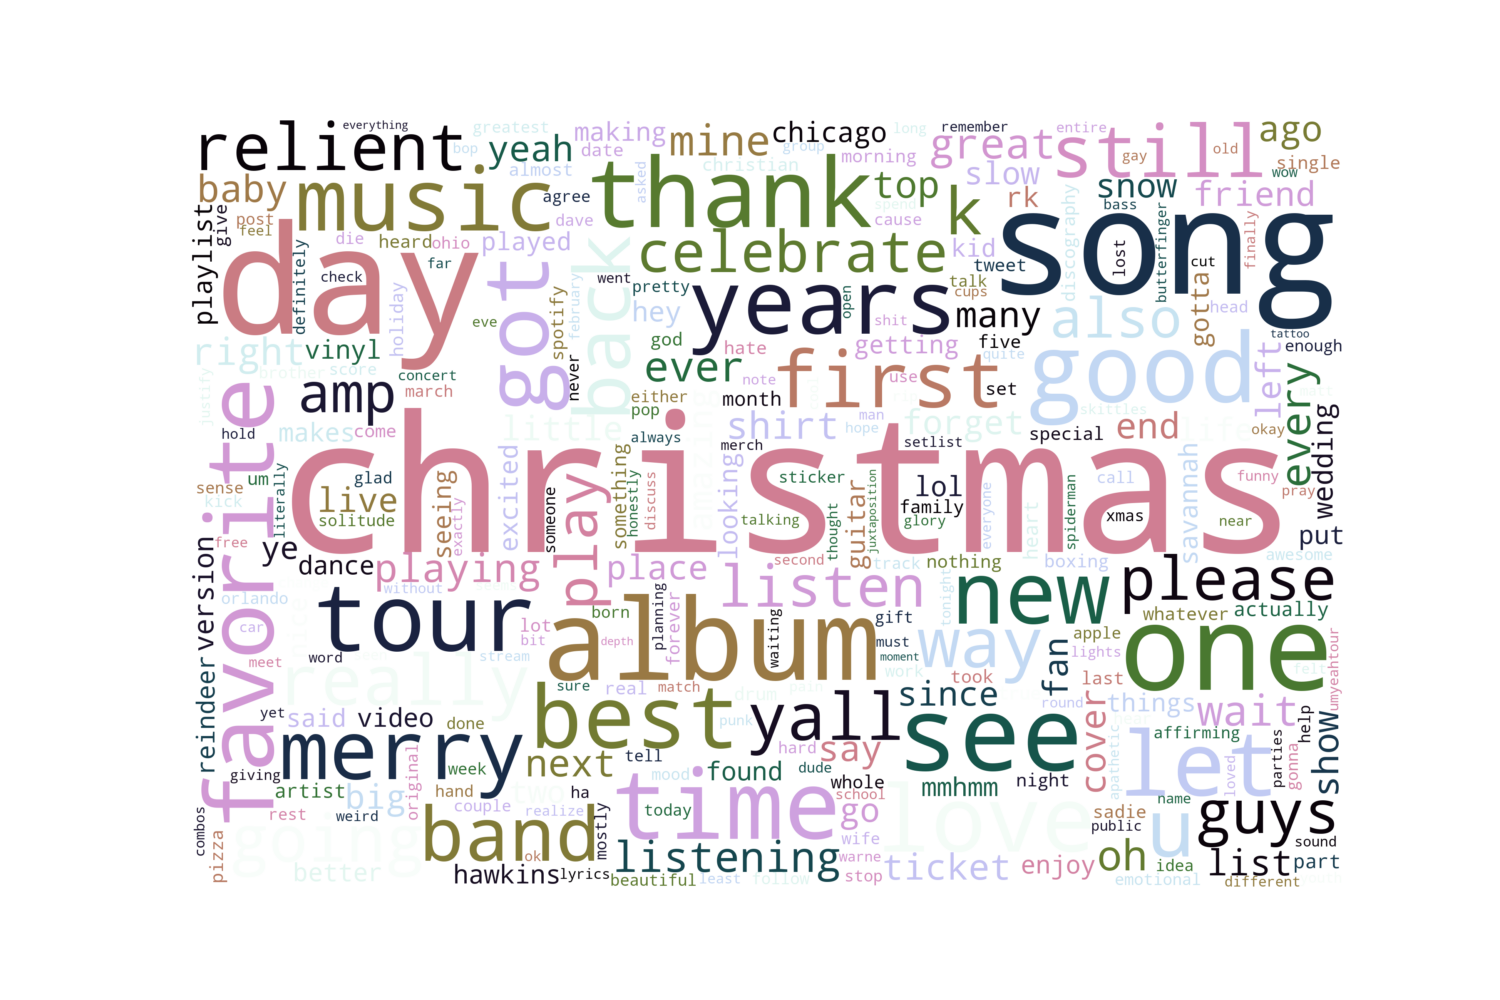 everything
relient
greatest
bop
yeah
making
date
mine
chicago
group
long
remember
entire
great
still
gay
old
ago
single
wow
baby
music
almost
agree
asked
thank
christian
morning
top
slow
k
rk
snow
bass
friend
playlist
give
post
feel
day
definitely
die
heard
ohio
dave
played
back
celebrate
spend
cause
kid
tweet
song
discography
lost
butterfinger
cut
finally
check
far
got
february
went
pretty
years
open
talk
cups
many
also
gotta
head
tattoo
enough
holiday
eve
spotify
hey
god
shit
five
quite
right
vinyl
brother
score
concert
march
never
ever
hate
getting
good
left
every
justify
favorite
amp
either
pop
note
month
first
use
set
skittles
okay
hold
makes
come
little
always
amazing
shirt
merch
man
hope
forget
setlist
special
end
life
wedding
um
glad
literally
christmas
sense
kick
live
solitude
seeing
exactly
excited
someone
something
honestly
discuss
looking
sticker
talking
thought
guitar
juxtaposition
lol
family
glory
everyone
heart
spiderman
call
xmas
savannah
funny
pray
near
put
free
ye
dance
playing
without
play
place
second
track
nothing
boxing
awesome
version
orlando
car
meet
tour
word
lot
bit
stream
born
depth
planning
forever
listen
album
waiting
gift
must
moment
work
tonight
new
way
please
whatever
actually
apple
lights
one
umyeahtour
felt
reindeer
really
yet
said
video
done
sure
real
match
drum
pain
punk
yall
since
took
fan
round
last
things
hear
wait
affirming
help
show
merry
giving
original
best
week
next
tell
hard
say
see
cover
apathetic
let
loved
parties
gonna
artist
big
hand
two
ha
mood
found
dude
whole
school
mmhmm
night
name
combos
pizza
rest
weird
going
couple
realize
band
ok
mostly
time
today
go
wife
love
sadie
public
u
guys
sound
better
hawkins
lyrics
listening
beautiful
least
follow
warne
stop
ticket
enjoy
oh
emotional
idea
list
part
different